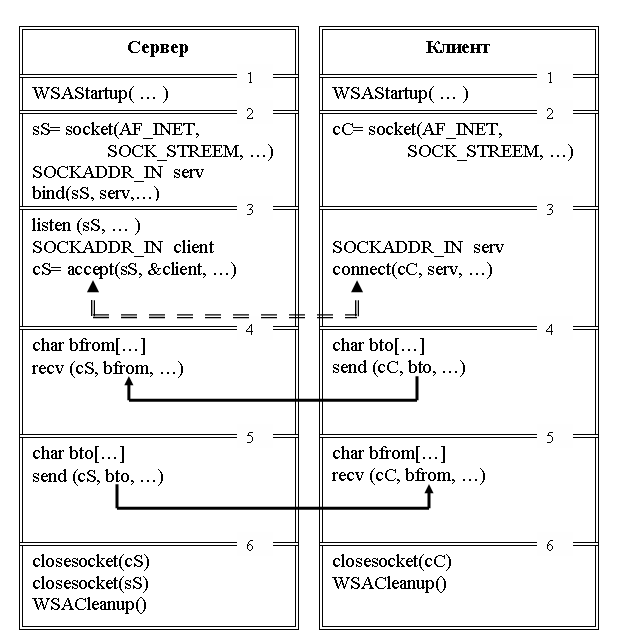 Сервер
1
WSAStartup( … )
2
sS= socket(AF_INET,
SOCK_STREEM, …)
SOCKADDR_IN serv
bind(sS, serv,…)
3
listen (sS, … )
SOCKADDR_IN client
cS= accept(sS, &client, …)
4
char bfrom[…]
recv (cS, bfrom, …)
5
char bto[…]
send (cS, bto, …)
6
closesocket(cS)
closesocket(sS)
WSACleanup()
Клиент
1
WSAStartup( … )
2
cC= socket(AF_INET,
SOCK_STREEM, …)
3
SOCKADDR_IN serv
connect(cC, serv, …)
4
char bto[…]
send (cC, bto, …)
5
char bfrom[…]
recv (cC, bfrom, …)
6
closesocket(cC)
WSACleanup()